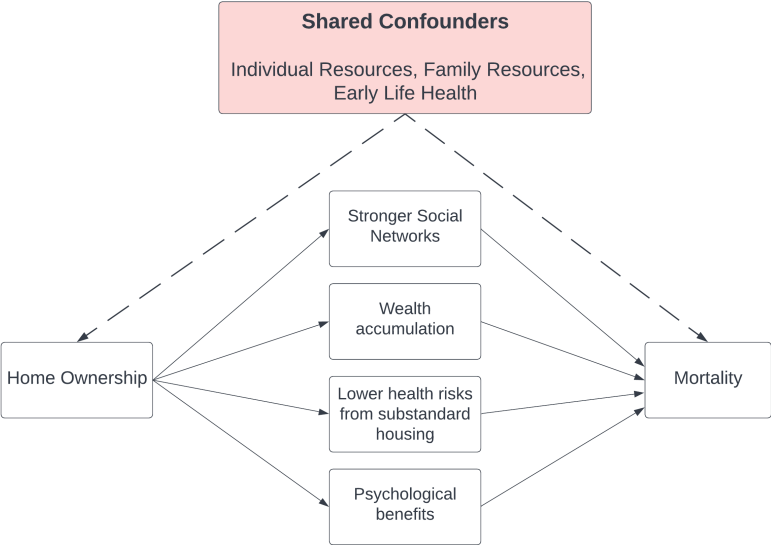 Shared Confounders
Individual Resources, Family Resources,
Early Life Health
Stronger Social
Networks
Wealth
accumulation
Home Ownership
Mortality
Lower health risks
from substandard
housing
Psychological
benefits